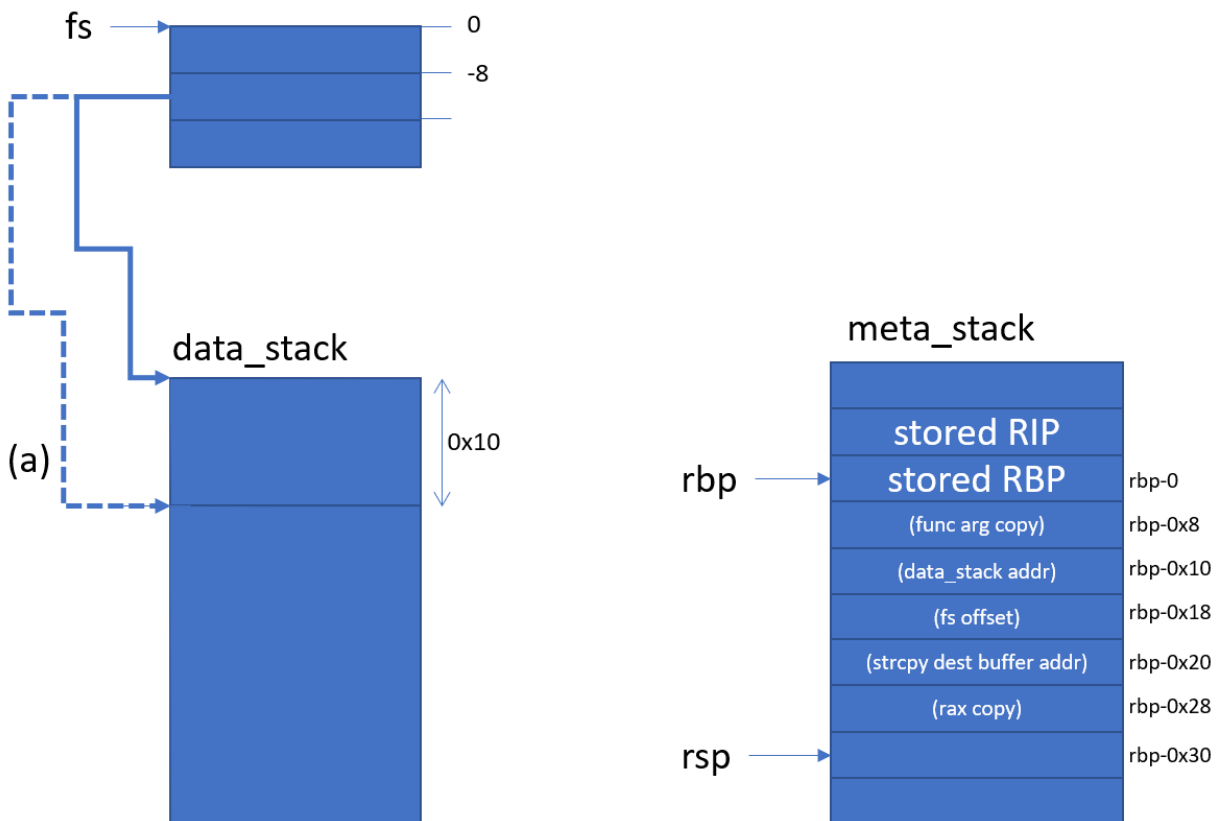 fs
0
-8
data_stack
0x10
(a)
meta_stack
stored RIP
rbp
stored RBP
rbp-0
(func arg copy)
rbp-0x8
(data_stack addr)
rbp-0x10
(fs offset)
rbp-0x18
(strcpy dest buffer addr)
rbp-0x20
(rax copy)
rbp-0x28
rsp
rbp-0x30